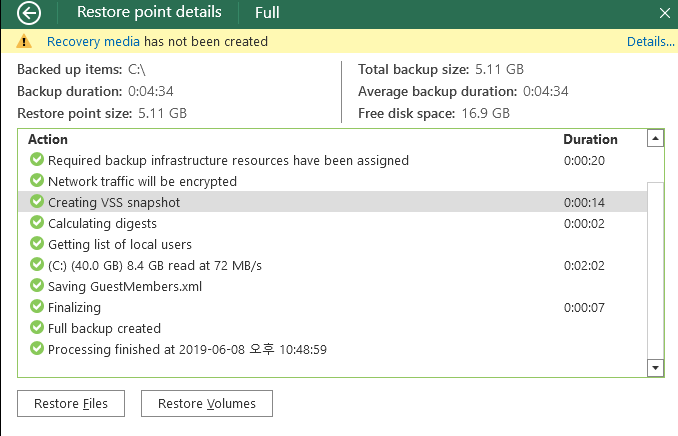 Restore point details Full
Recovery media has not been created Details...
Backed up items: C:\ Total backup size: 5.11 GB
Backup duration: 0:04:34 Average backup duration: 0:04:34
Restore point size: 5.11 GB Free disk space: 16.9 GB
Action Duration
Required backup infrastructure resources have been assigned 0:00:20
Network traffic will be encrypted
Creating VSS snapshot 0:00:14
Calculating digests 0:00:02
Getting list of local users
(C:) (40.0 GB) 8.4 GB read at 72 MB/s 0:02:02
Saving GuestMembers.xml
Finalizing 0:00:07
Full backup created
Processing finished at 2019-06-08 오후 10:48:59
Restore Files Restore Volumes